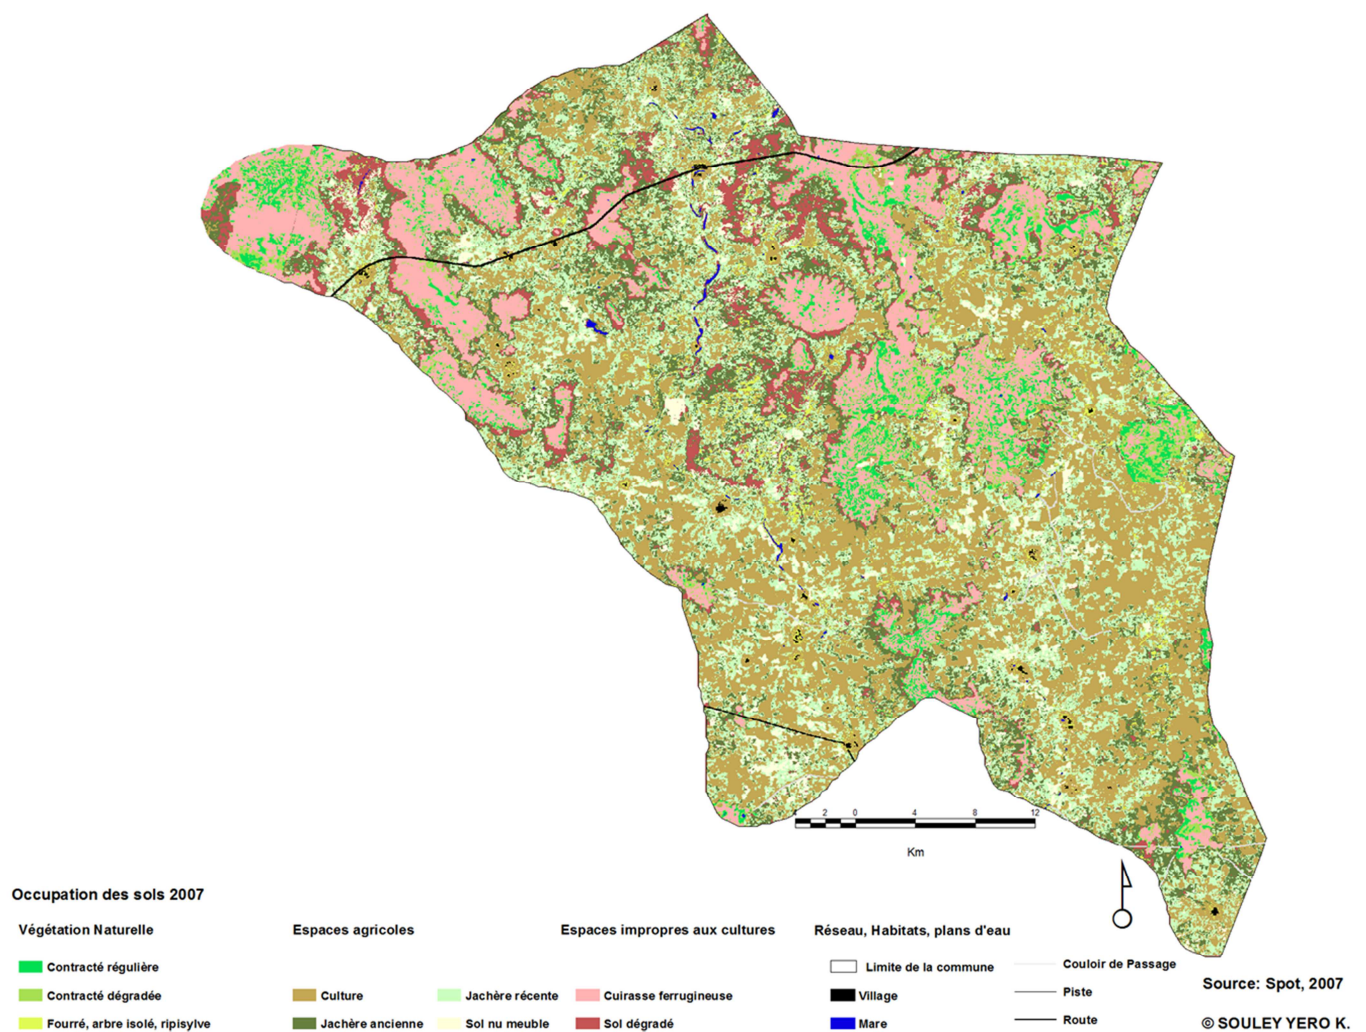 4 2 0 4 8 12
Km
Occupation des sols 2007
Végétation Naturelle
Espaces agricoles
Espaces impropres aux cultures
Réseau, Habitats, plans d'eau
Contracté régulière
Limite de la commune
Couloir de Passage
Source: Spot, 2007
Contracté dégradée
Culture
Jachère récente
Cuirasse ferrugineuse
Village
Piste
Fourré, arbre isolé, ripisylve
Jachère ancienne
Sol nu meuble
Sol dégradé
Mare
Route
© SOULEY YERO K.